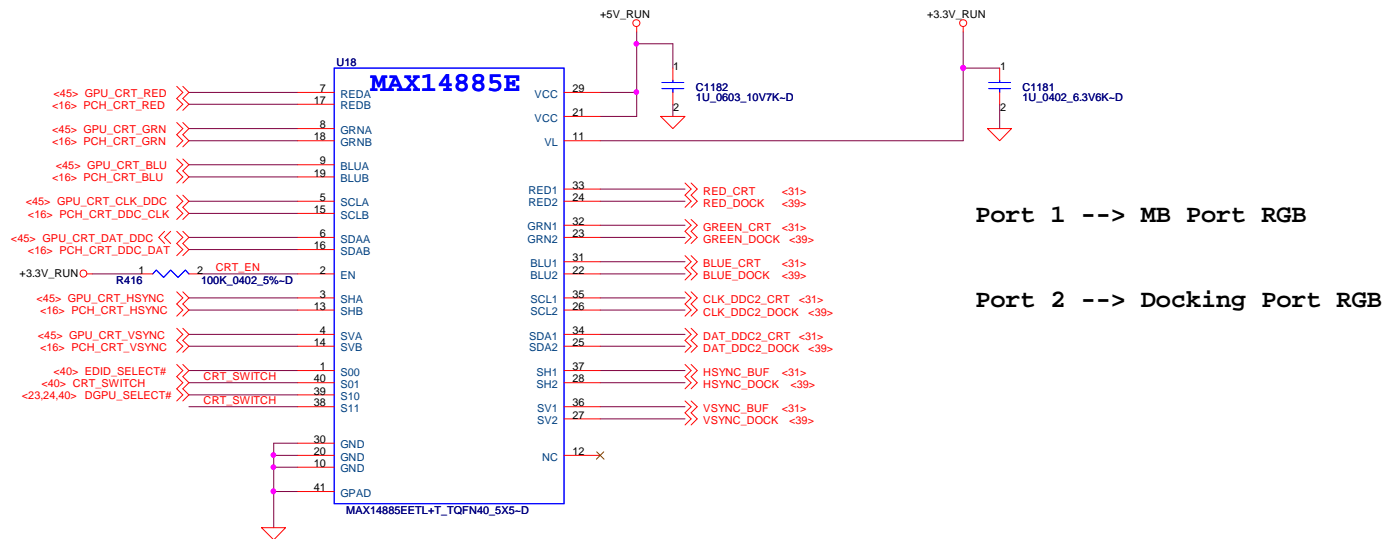 +5V_RUN
+3.3V_RUN
U18
MAX14885E
1
C1182
1U_0603_10V7K~D
2
1
C1181
1U_0402_6.3V6K~D
2
<45> GPU_CRT_RED 7 REDA
<16> PCH_CRT_RED 17 REDB
<45> GPU_CRT_GRN 8 GRNA
<16> PCH_CRT_GRN 18 GRNB
<45> GPU_CRT_BLU 9 BLUA
<16> PCH_CRT_BLU 19 BLUB
<45> GPU_CRT_CLK_DDC 5 SCLA
<16> PCH_CRT_DDC_CLK 15 SCLB
<45> GPU_CRT_DAT_DDC 6 SDAA
<16> PCH_CRT_DDC_DAT 16 SDAB
+3.3V_RUN 1 2 CRT_EN 2 EN
R416 100K_0402_5%~D
<45> GPU_CRT_HSYNC 3 SHA
<16> PCH_CRT_HSYNC 13 SHB
<45> GPU_CRT_VSYNC 4 SVA
<16> PCH_CRT_VSYNC 14 SVB
<40> EDID_SELECT# 1 S00
<40> CRT_SWITCH CRT_SWITCH 40 S01
<23,24,40> DGPU_SELECT# 39 S10
CRT_SWITCH 38 S11
30 GND
20 GND
10 GND
41 GPAD
VCC 29
VCC 21
VL 11
RED1 33 RED_CRT <31>
RED2 24 RED_DOCK <39>
GRN1 32 GREEN_CRT <31>
GRN2 23 GREEN_DOCK <39>
BLU1 31 BLUE_CRT <31>
BLU2 22 BLUE_DOCK <39>
SCL1 35 CLK_DDC2_CRT <31>
SCL2 26 CLK_DDC2_DOCK <39>
SDA1 34 DAT_DDC2_CRT <31>
SDA2 25 DAT_DDC2_DOCK <39>
SH1 37 HSYNC_BUF <31>
SH2 28 HSYNC_DOCK <39>
SV1 36 VSYNC_BUF <31>
SV2 27 VSYNC_DOCK <39>
NC 12
MAX14885EETL+T_TQFN40_5X5~D
Port 1 --> MB Port RGB
Port 2 --> Docking Port RGB